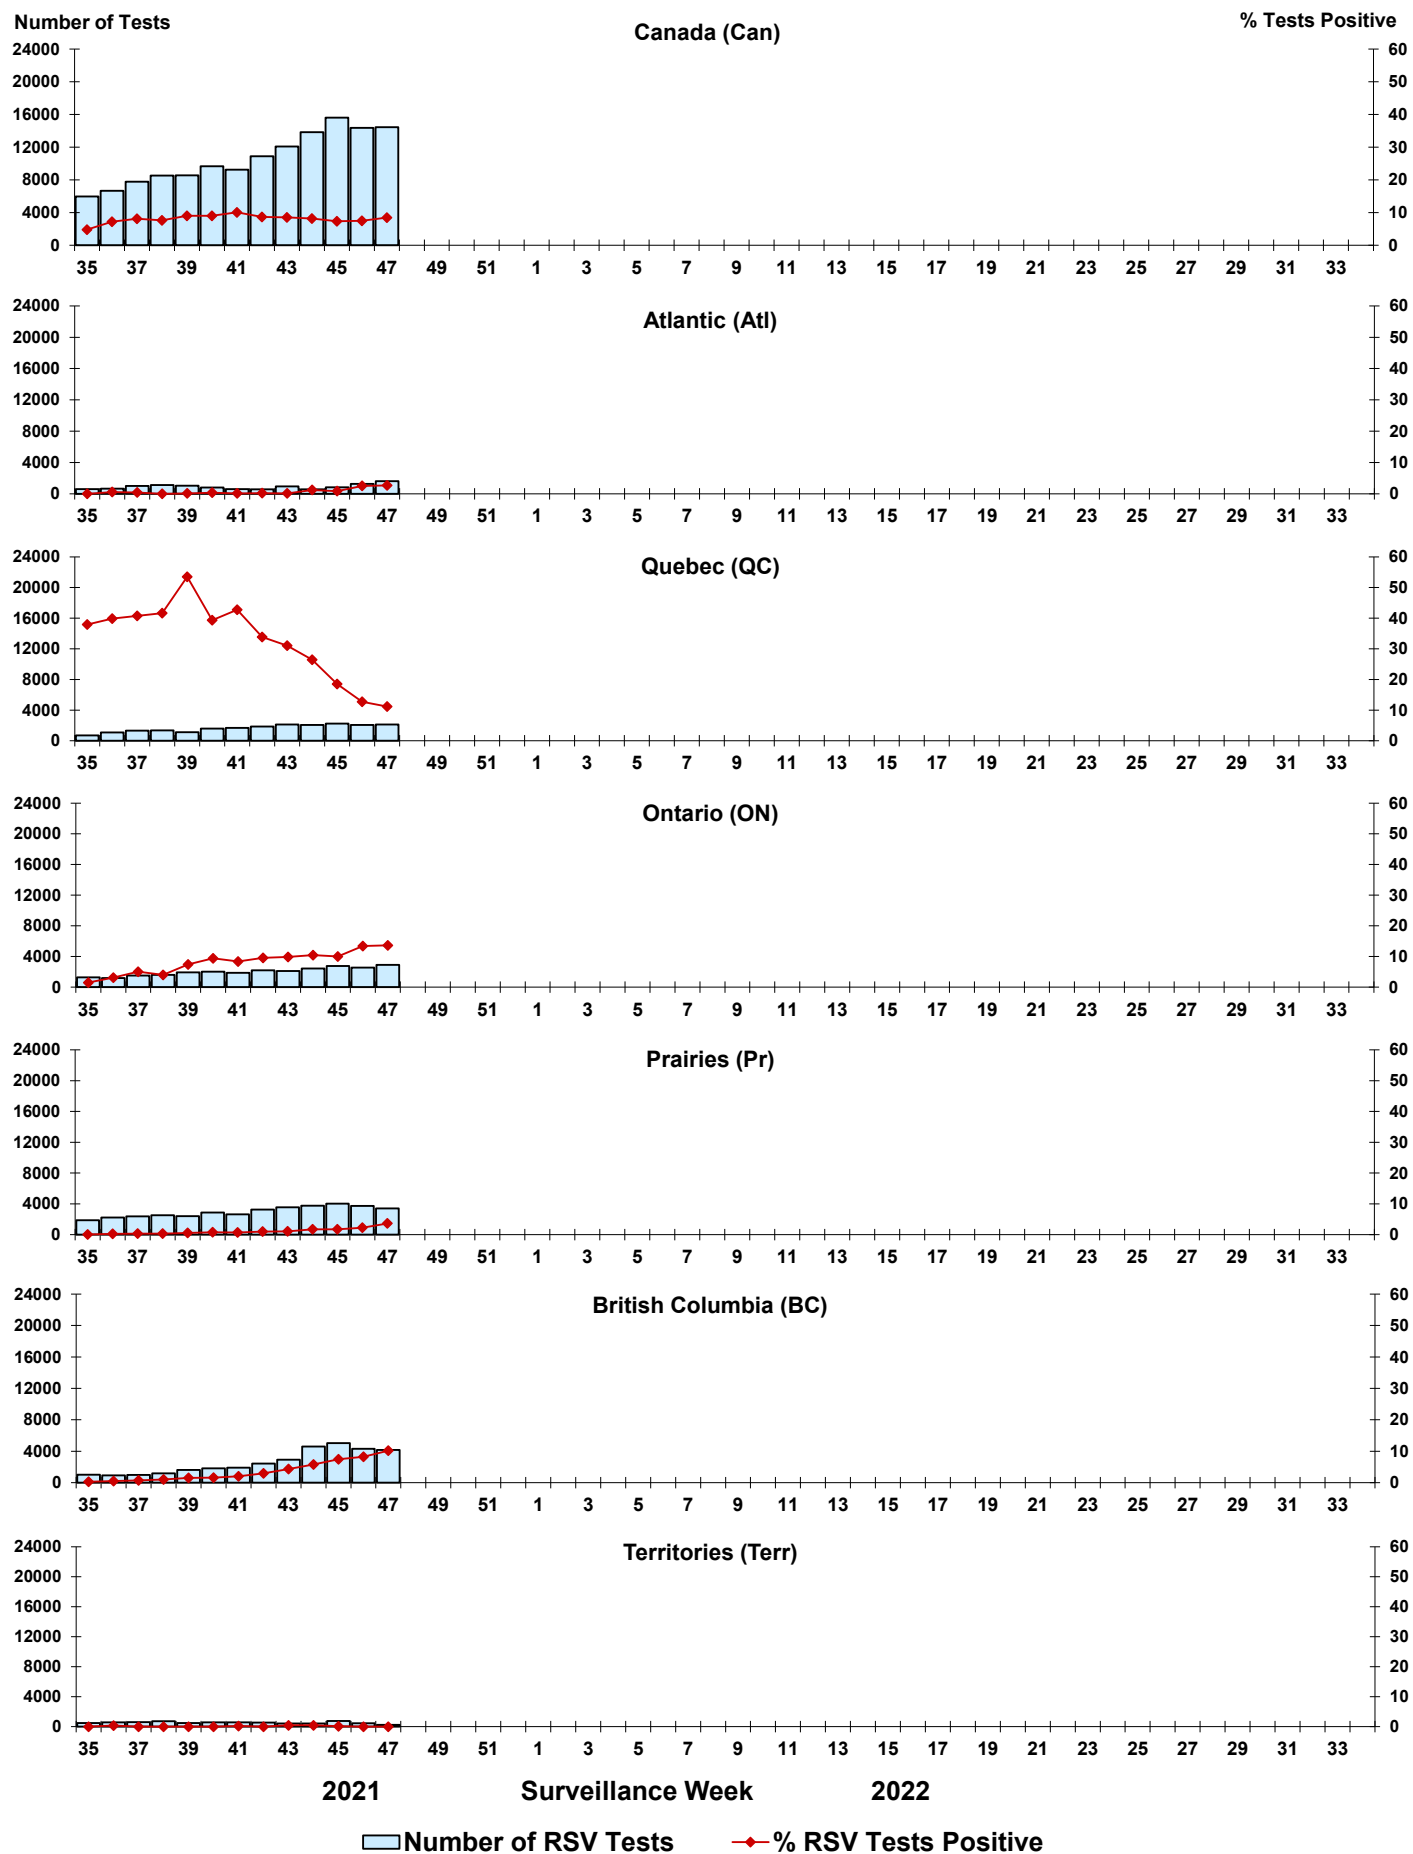 Number of Tests
Canada (Can)
% Tests Positive
24000 60
20000 50
16000 40
12000 30
8000 20
4000 10
0 0
35 37 39 41 43 45 47 49 51 1 3 5 7 9 11 13 15 17 19 21 23 25 27 29 31 33
Atlantic (Atl)
24000 60
20000 50
16000 40
12000 30
8000 20
4000 10
0 0
35 37 39 41 43 45 47 49 51 1 3 5 7 9 11 13 15 17 19 21 23 25 27 29 31 33
Quebec (QC)
24000 60
20000 50
16000 40
12000 30
8000 20
4000 10
0 0
35 37 39 41 43 45 47 49 51 1 3 5 7 9 11 13 15 17 19 21 23 25 27 29 31 33
Ontario (ON)
24000 60
20000 50
16000 40
12000 30
8000 20
4000 10
0 0
35 37 39 41 43 45 47 49 51 1 3 5 7 9 11 13 15 17 19 21 23 25 27 29 31 33
Prairies (Pr)
24000 60
20000 50
16000 40
12000 30
8000 20
4000 10
0 0
35 37 39 41 43 45 47 49 51 1 3 5 7 9 11 13 15 17 19 21 23 25 27 29 31 33
British Columbia (BC)
24000 60
20000 50
16000 40
12000 30
8000 20
4000 10
0 0
35 37 39 41 43 45 47 49 51 1 3 5 7 9 11 13 15 17 19 21 23 25 27 29 31 33
Territories (Terr)
24000 60
20000 50
16000 40
12000 30
8000 20
4000 10
0 0
35 37 39 41 43 45 47 49 51 1 3 5 7 9 11 13 15 17 19 21 23 25 27 29 31 33
2021 Surveillance Week 2022
Number of RSV Tests % RSV Tests Positive